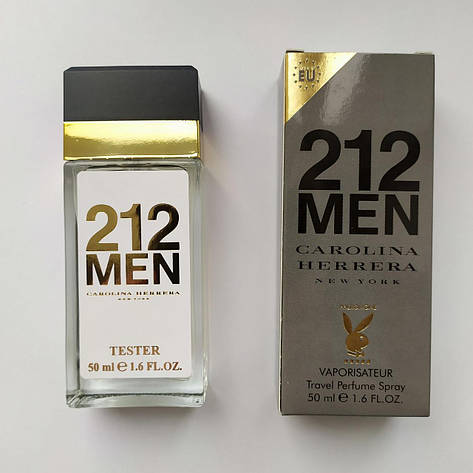 212
MEN
CAROLINA HERRERA
NEW YORK
TESTER
50 ml ℮ 1.6 FL.OZ.
EU
212
MEN
CAROLINA
HERRERA
NEW YORK
VAPORISATEUR
Travel Perfume Spray
50 ml ℮ 1.6 FL.OZ.